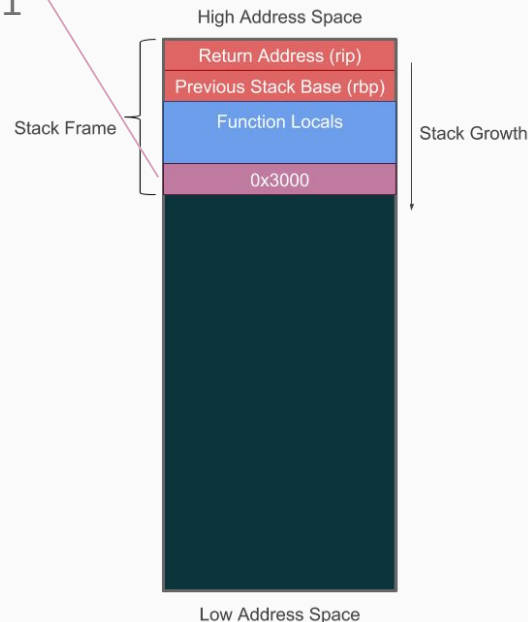 High Address Space
Return Address (rip)
Previous Stack Base (rbp)
Function Locals
Stack Frame
Stack Growth
0x3000
Low Address Space